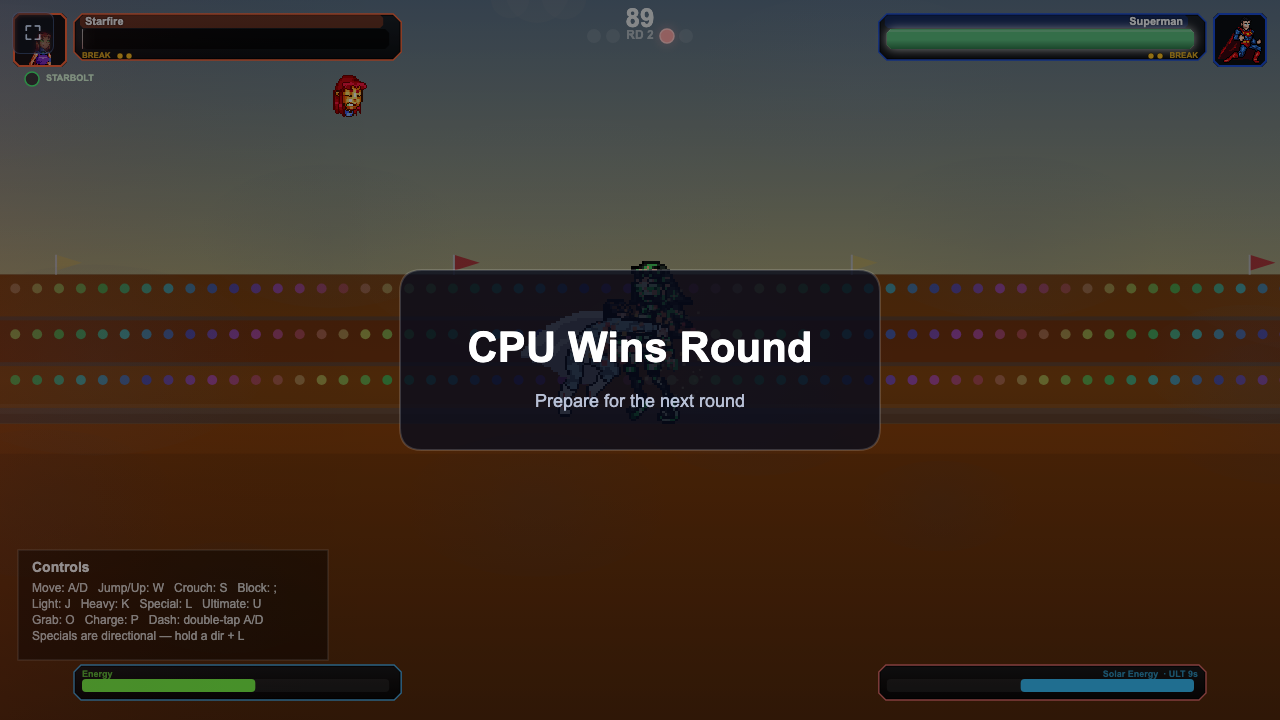 Starfire
BREAK
STARBOLT
89
RD 2
Superman
BREAK
CPU Wins Round
Prepare for the next round
Controls
Move: A/D Jump/Up: W Crouch: S Block: ;
Light: J Heavy: K Special: L Ultimate: U
Grab: O Charge: P Dash: double-tap A/D
Specials are directional — hold a dir + L
Energy
Solar Energy · ULT 9s